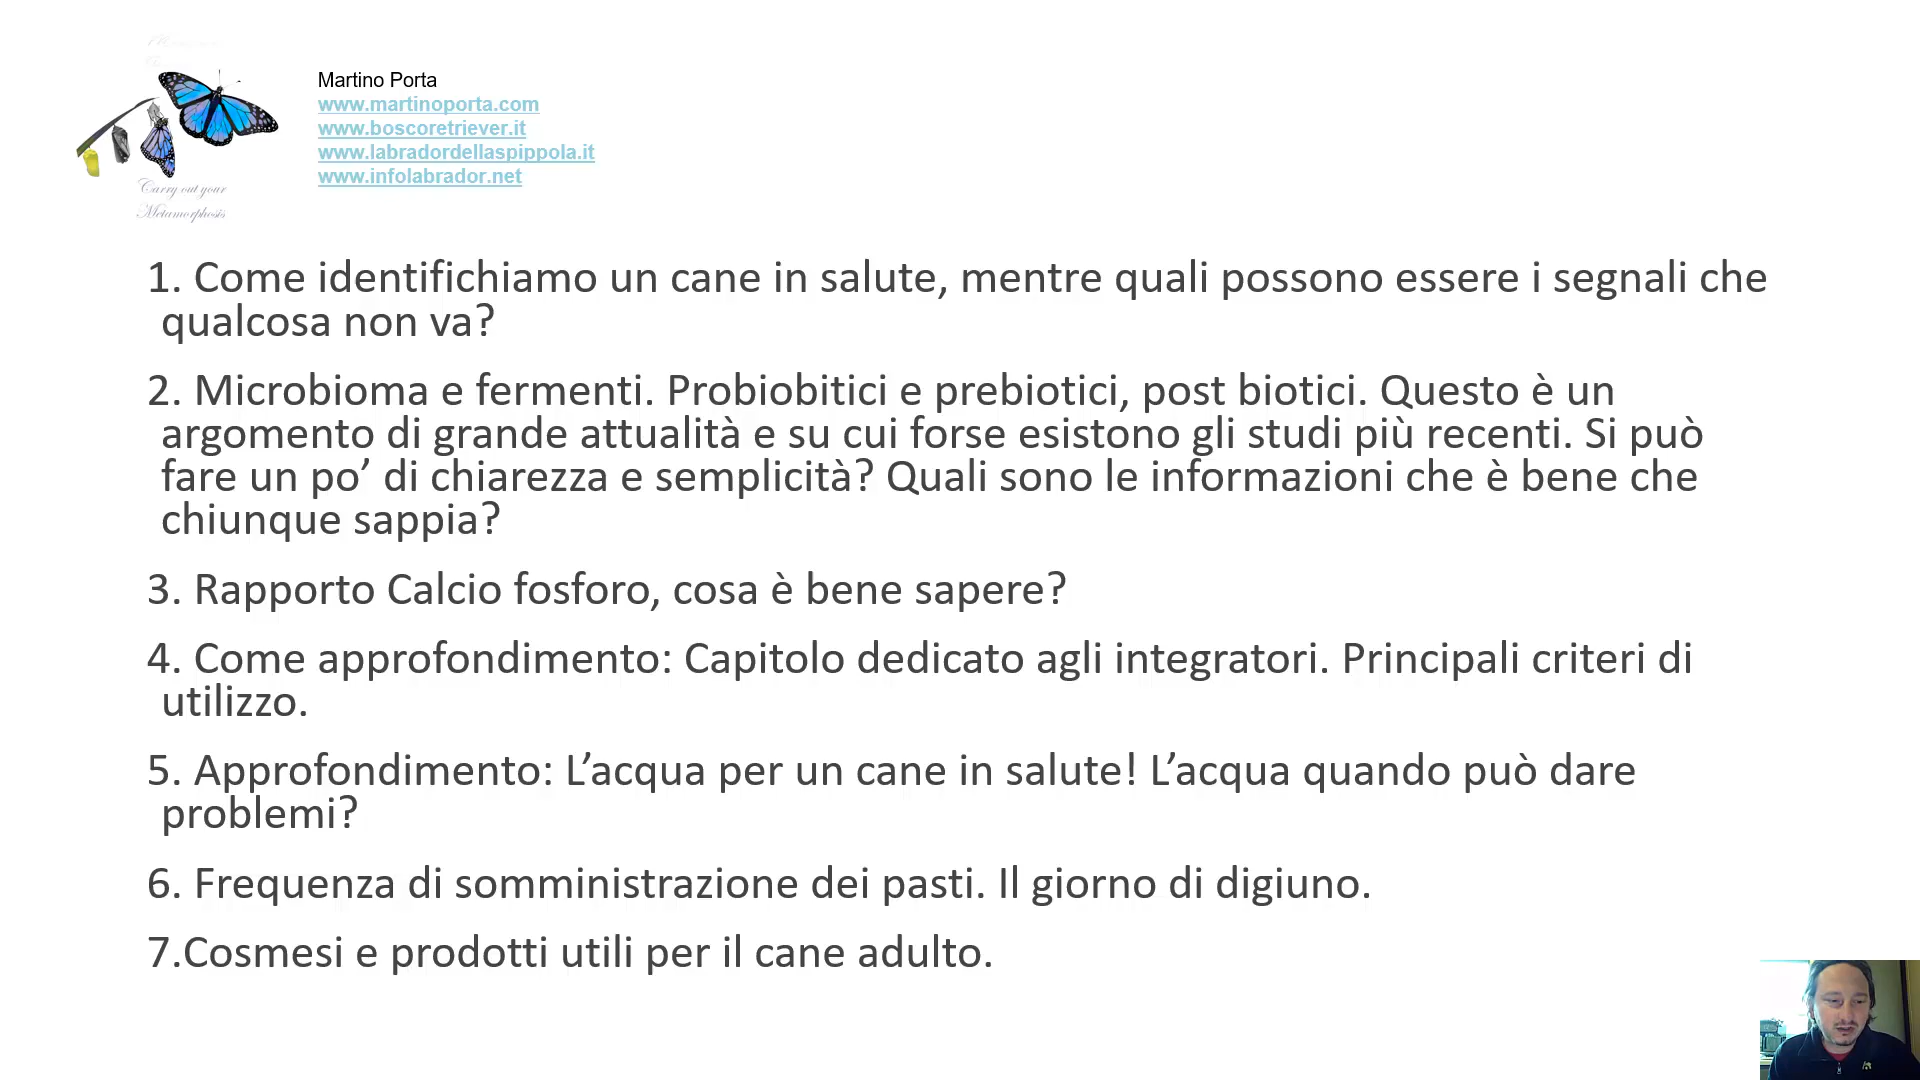 Martino Porta
www.martinoporta.com
www.boscoretriever.it
www.labradordellaspippola.it
www.infolabrador.net
Carry out your
Metamorphosis
1. Come identifichiamo un cane in salute, mentre quali possono essere i segnali che
qualcosa non va?
2. Microbioma e fermenti. Probiobitici e prebiotici, post biotici. Questo è un
argomento di grande attualità e su cui forse esistono gli studi più recenti. Si può
fare un po’ di chiarezza e semplicità? Quali sono le informazioni che è bene che
chiunque sappia?
3. Rapporto Calcio fosforo, cosa è bene sapere?
4. Come approfondimento: Capitolo dedicato agli integratori. Principali criteri di
utilizzo.
5. Approfondimento: L’acqua per un cane in salute! L’acqua quando può dare
problemi?
6. Frequenza di somministrazione dei pasti. Il giorno di digiuno.
7.Cosmesi e prodotti utili per il cane adulto.